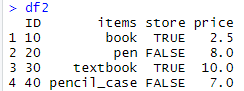 > df2
  ID       items store price
1 10        book  TRUE   2.5
2 20         pen FALSE   8.0
3 30    textbook  TRUE  10.0
4 40 pencil_case FALSE   7.0